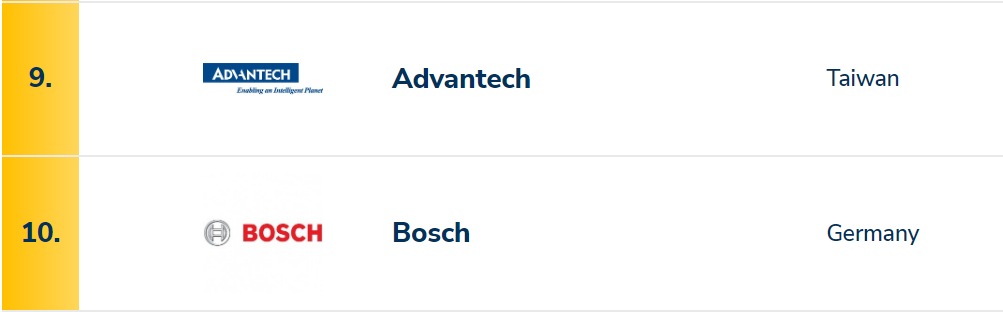 9.
ADVANTECH
Enabling an Intelligent Planet
Advantech
Taiwan
10.
BOSCH
Bosch
Germany